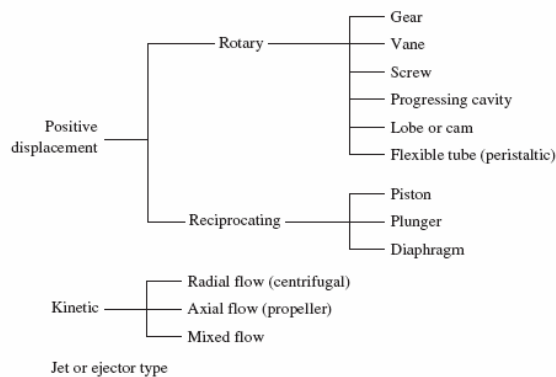 Gear
Rotary
Vane
Screw
Progressing cavity
Positive
displacement
Lobe or cam
Flexible tube (peristaltic)
Piston
Reciprocating
Plunger
Diaphragm
Radial flow (centrifugal)
Kinetic
Axial flow (propeller)
Mixed flow
Jet or ejector type